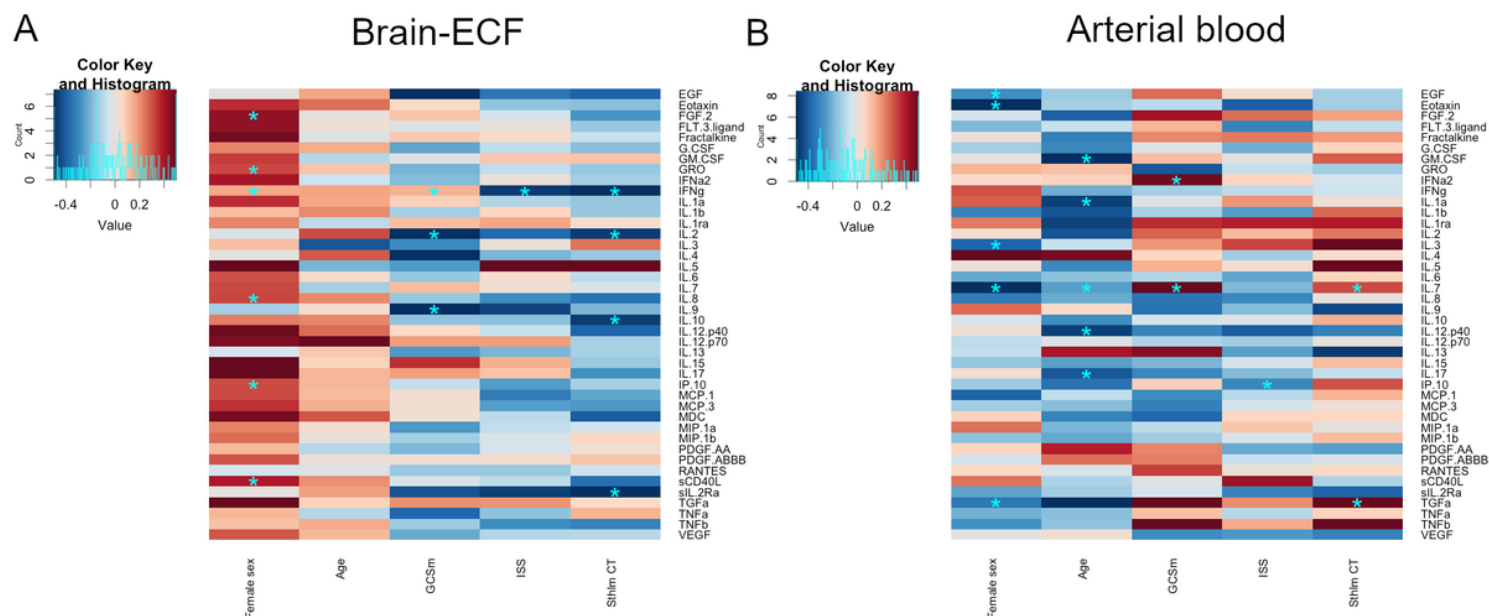 A
Brain-ECF
Color Key
and Histogram
Count
0 2 4 6
-0.4 0 0.2
Value
EGF
Eotaxin
FGF.2
FLT.3.ligand
Fractalkine
G.CSF
GM.CSF
GRO
IFNa2
IFNg
IL.1a
IL.1b
IL.1ra
IL.2
IL.3
IL.4
IL.5
IL.6
IL.7
IL.8
IL.9
IL.10
IL.12.p40
IL.12.p70
IL.13
IL.15
IL.17
IP.10
MCP.1
MCP.3
MDC
MIP.1a
MIP.1b
PDGF.AA
PDGF.ABBB
RANTES
sCD40L
sIL.2Ra
TGFa
TNFa
TNFb
VEGF
Female sex
Age
GCSm
ISS
Sthlm CT
B
Arterial blood
Color Key
and Histogram
Count
0 2 4 6 8
-0.4 0 0.2
Value
EGF
Eotaxin
FGF.2
FLT.3.ligand
Fractalkine
G.CSF
GM.CSF
GRO
IFNa2
IFNg
IL.1a
IL.1b
IL.1ra
IL.2
IL.3
IL.4
IL.5
IL.6
IL.7
IL.8
IL.9
IL.10
IL.12.p40
IL.12.p70
IL.13
IL.15
IL.17
IP.10
MCP.1
MCP.3
MDC
MIP.1a
MIP.1b
PDGF.AA
PDGF.ABBB
RANTES
sCD40L
sIL.2Ra
TGFa
TNFa
TNFb
VEGF
Female sex
Age
GCSm
ISS
Sthlm CT